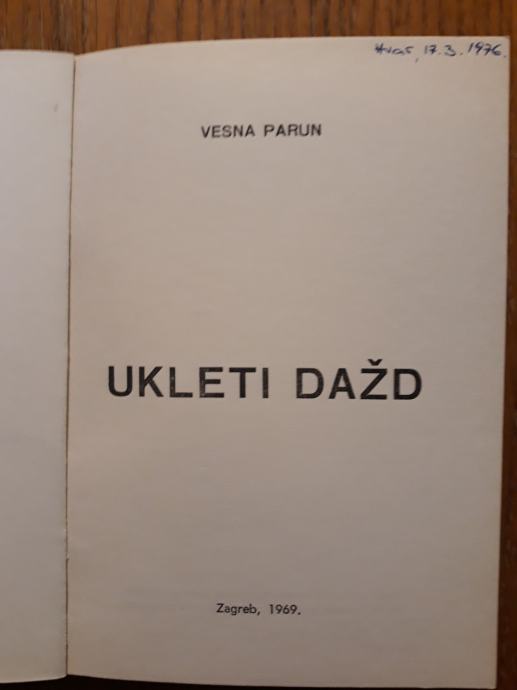 Hvar, 17.3.1976.
VESNA PARUN
UKLETI DAŽD
Zagreb, 1969.